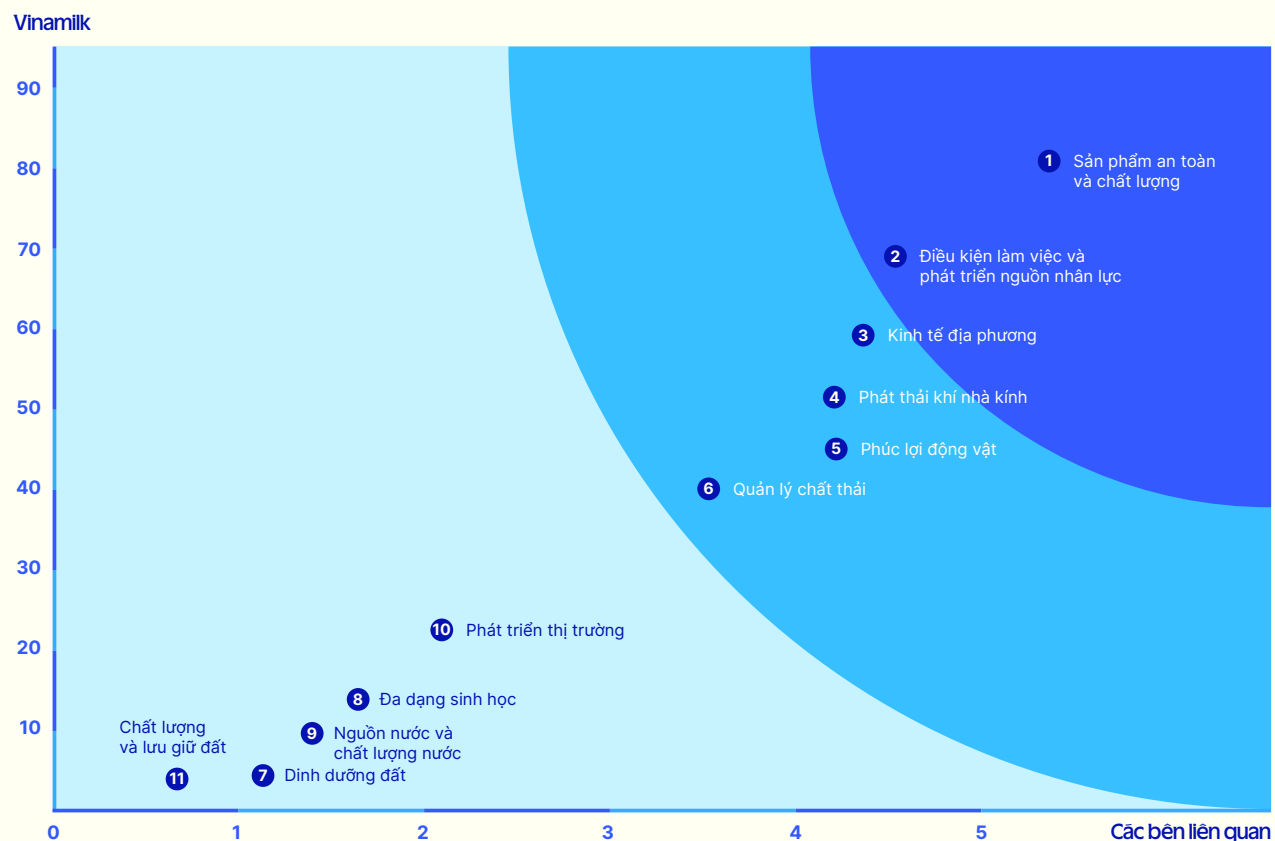 Vinamilk
90
80
70
60
50
40
30
20
10
1 Sản phẩm an toàn
và chất lượng
2 Điều kiện làm việc và
phát triển nguồn nhân lực
3 Kinh tế địa phương
4 Phát thải khí nhà kính
5 Phúc lợi động vật
6 Quản lý chất thải
10 Phát triển thị trường
8 Đa dạng sinh học
9 Nguồn nước và
chất lượng nước
Chất lượng
và lưu giữ đất
11
7 Dinh dưỡng đất
0 1 2 3 4 5 Các bên liên quan